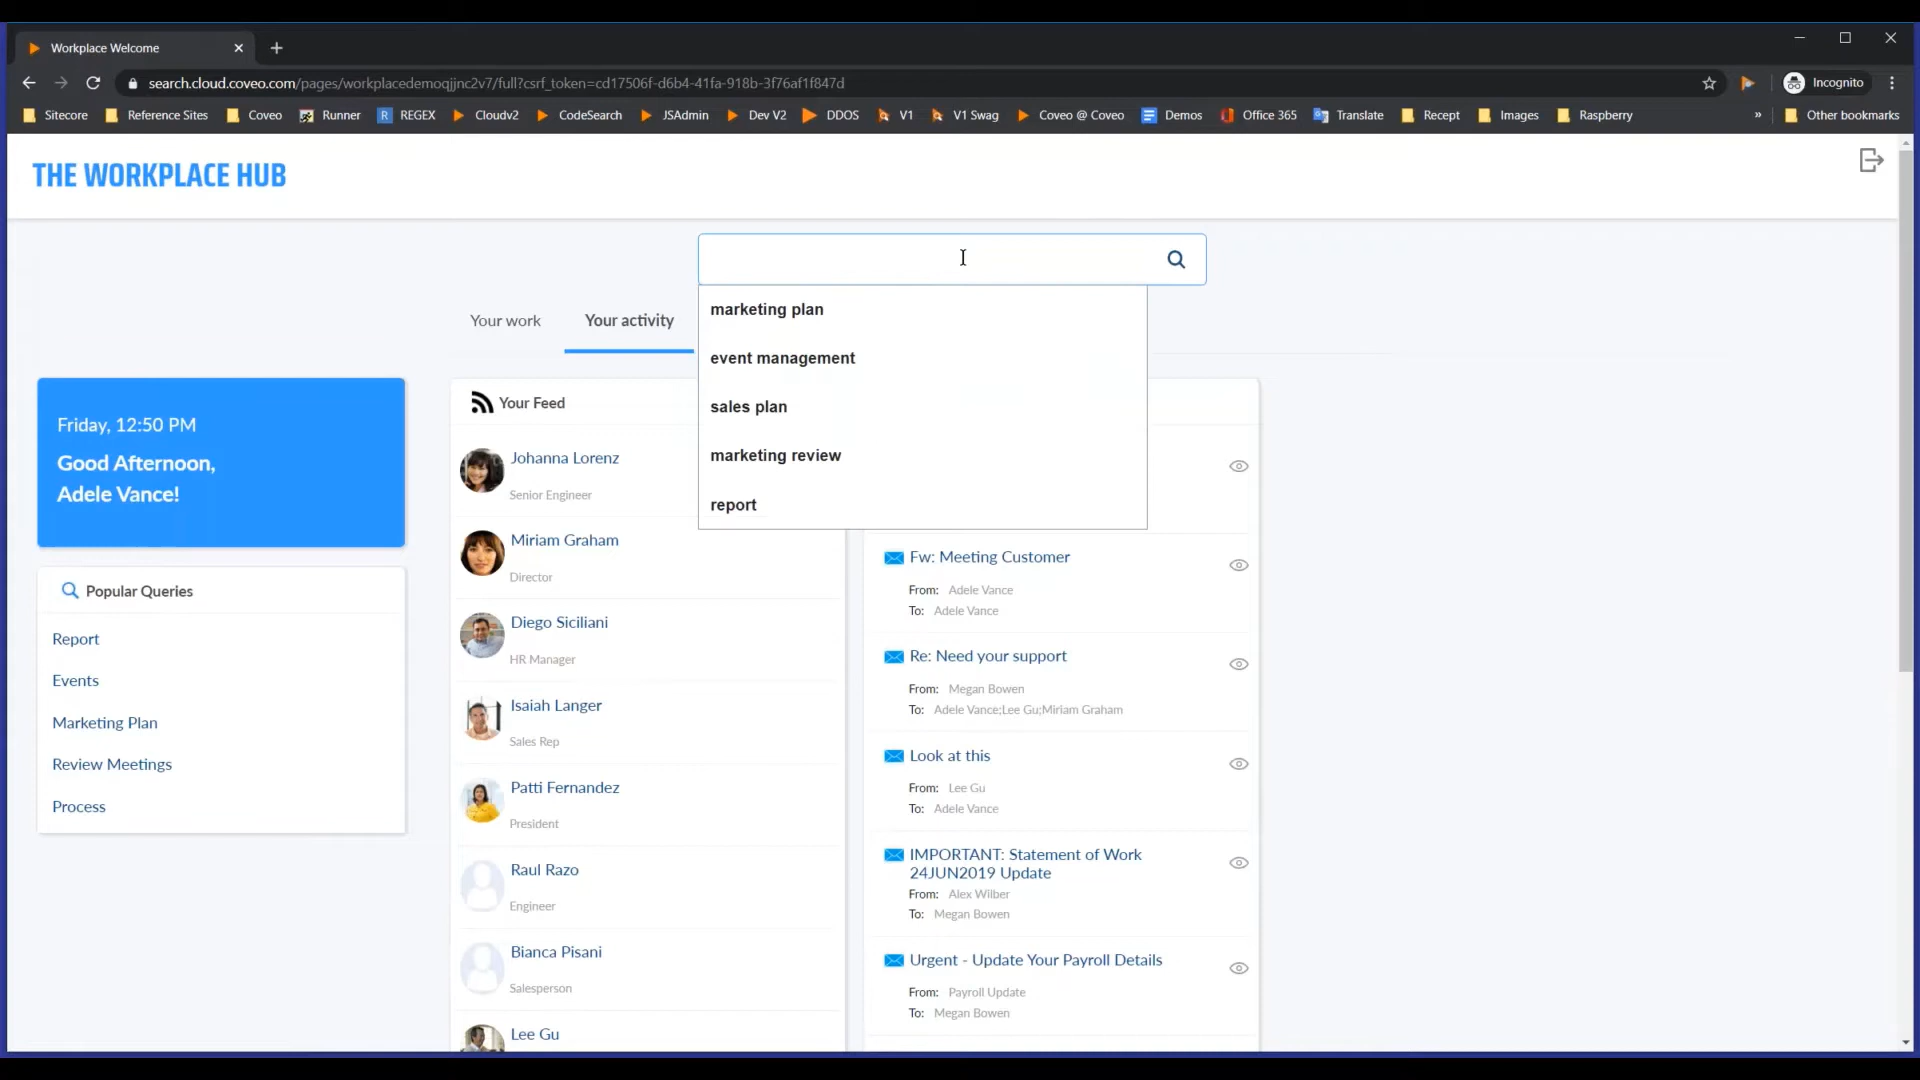 Workplace Welcome
search.cloud.coveo.com/pages/workplacedemoqjjnc2v7/full?csrf_token=cd17506f-d6b4-41fa-918b-3f76af1f847d
Incognito
Sitecore
Reference Sites
Coveo
Runner
R
REGEX
Cloudv2
CodeSearch
JSAdmin
Dev V2
DDOS
V1
V1 Swag
Coveo @ Coveo
Demos
Office 365
Translate
Recept
Images
Raspberry
»
Other bookmarks
THE WORKPLACE HUB
marketing plan
event management
sales plan
marketing review
report
Your work
Your activity
Friday, 12:50 PM
Good Afternoon,
Adele Vance!
Popular Queries
Report
Events
Marketing Plan
Review Meetings
Process
Your Feed
Johanna Lorenz
Senior Engineer
Miriam Graham
Director
Diego Siciliani
HR Manager
Isaiah Langer
Sales Rep
Patti Fernandez
President
Raul Razo
Engineer
Bianca Pisani
Salesperson
Lee Gu
Fw: Meeting Customer
From: Adele Vance
To: Adele Vance
Re: Need your support
From: Megan Bowen
To: Adele Vance;Lee Gu;Miriam Graham
Look at this
From: Lee Gu
To: Adele Vance
IMPORTANT: Statement of Work
24JUN2019 Update
From: Alex Wilber
To: Megan Bowen
Urgent - Update Your Payroll Details
From: Payroll Update
To: Megan Bowen